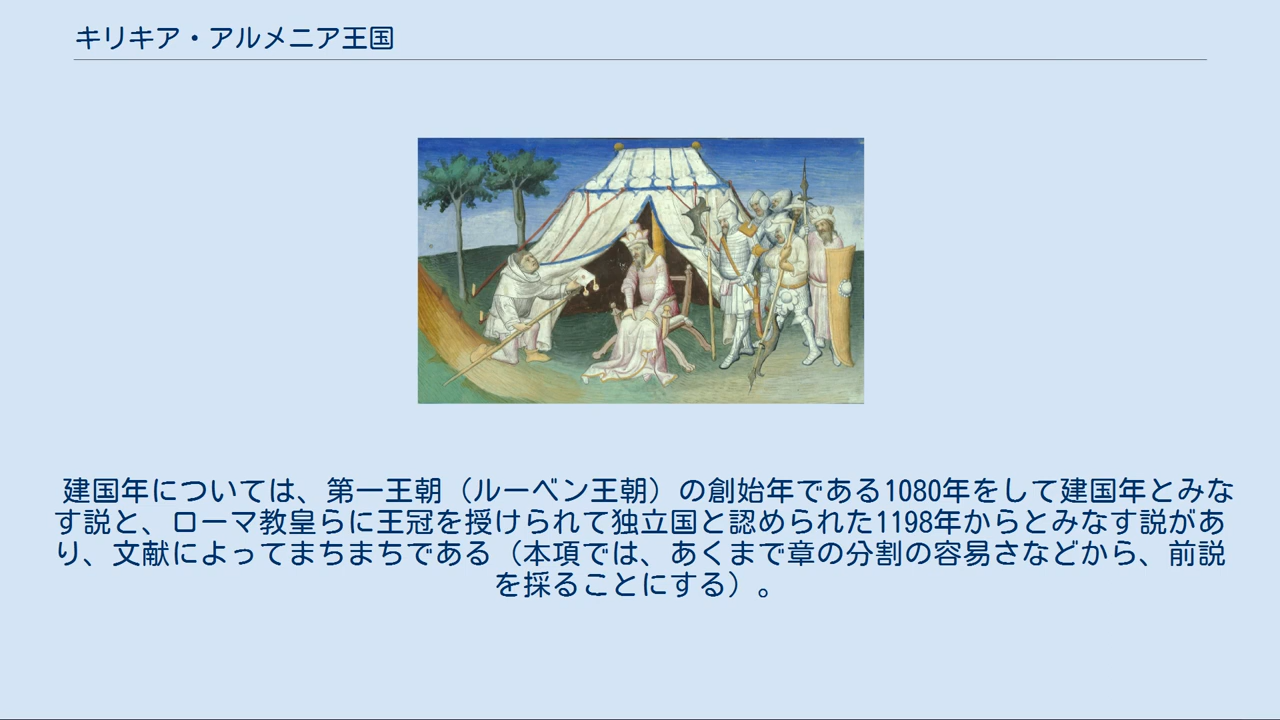 キリキア・アルメニア王国
建国年については、第一王朝（ルーベン王朝）の創始年である1080年をして建国年とみな
す説と、ローマ教皇らに王冠を授けられて独立国と認められた1198年からとみなす説があ
り、文献によってまちまちである（本項では、あくまで章の分割の容易さなどから、前説
を採ることにする）。